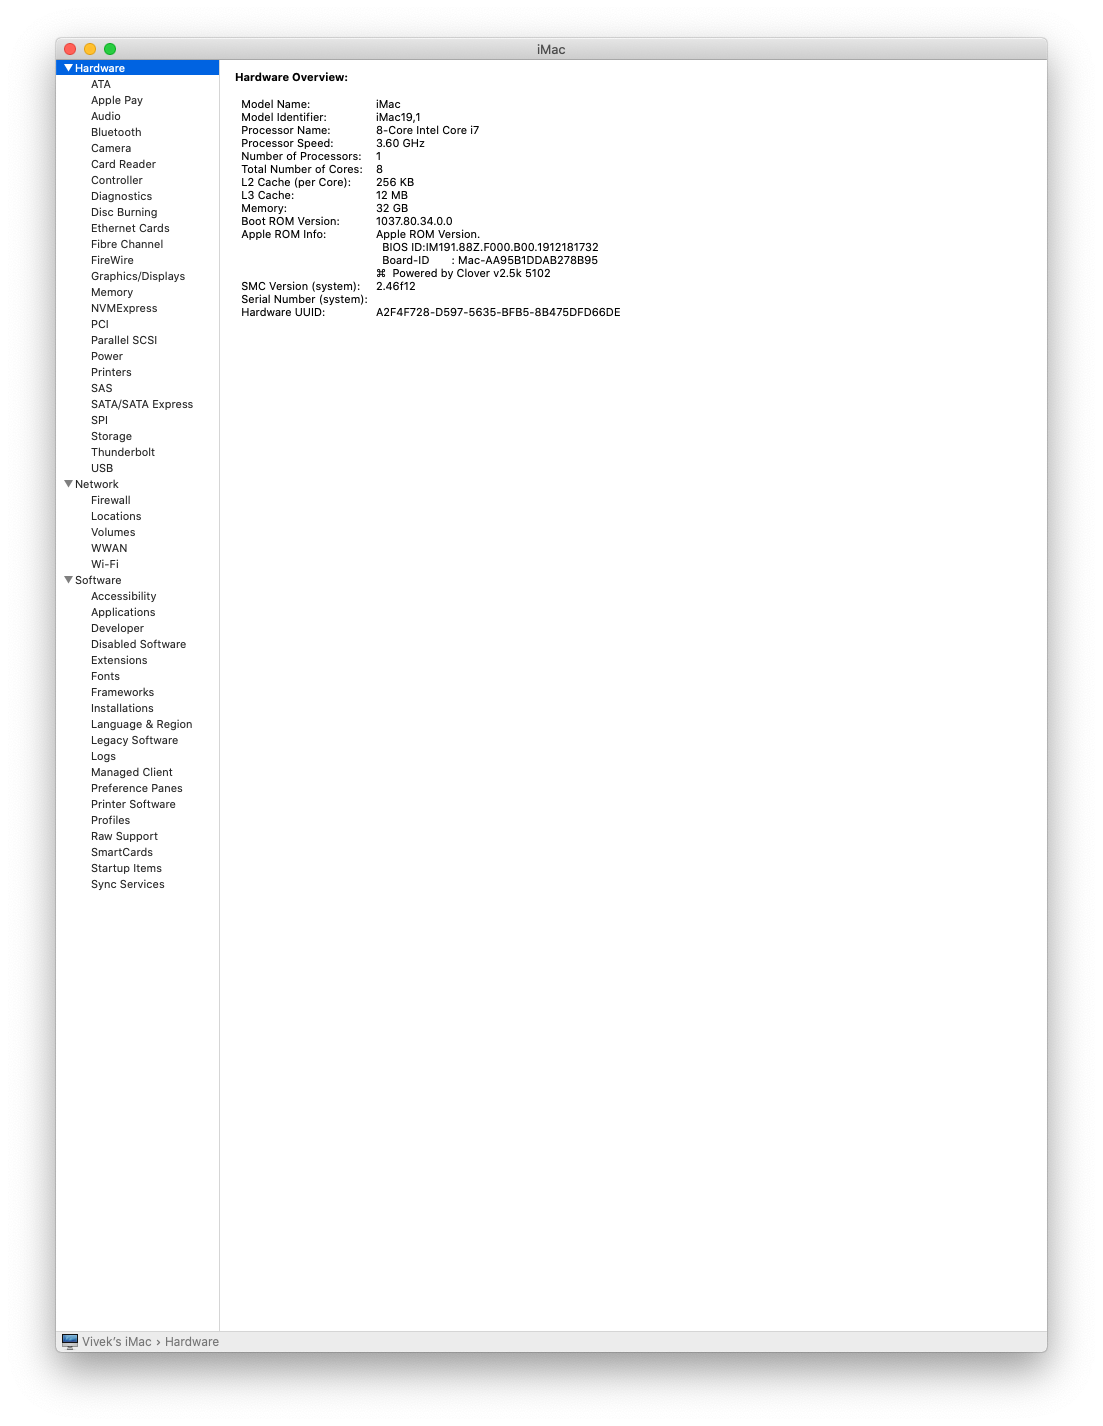 iMac
Hardware
ATA
Apple Pay
Audio
Bluetooth
Camera
Card Reader
Controller
Diagnostics
Disc Burning
Ethernet Cards
Fibre Channel
FireWire
Graphics/Displays
Memory
NVMExpress
PCI
Parallel SCSI
Power
Printers
SAS
SATA/SATA Express
SPI
Storage
Thunderbolt
USB
Network
Firewall
Locations
Volumes
WWAN
Wi-Fi
Software
Accessibility
Applications
Developer
Disabled Software
Extensions
Fonts
Frameworks
Installations
Language & Region
Legacy Software
Logs
Managed Client
Preference Panes
Printer Software
Profiles
Raw Support
SmartCards
Startup Items
Sync Services
Hardware Overview:
Model Name: iMac
Model Identifier: iMac19,1
Processor Name: 8-Core Intel Core i7
Processor Speed: 3.60 GHz
Number of Processors: 1
Total Number of Cores: 8
L2 Cache (per Core): 256 KB
L3 Cache: 12 MB
Memory: 32 GB
Boot ROM Version: 1037.80.34.0.0
Apple ROM Info: Apple ROM Version.
BIOS ID:IM191.88Z.F000.B00.1912181732
Board-ID : Mac-AA95B1DDAB278B95
⌘ Powered by Clover v2.5k 5102
SMC Version (system): 2.46f12
Serial Number (system):
Hardware UUID: A2F4F728-D597-5635-BFB5-8B475DFD66DE
Vivek's iMac › Hardware